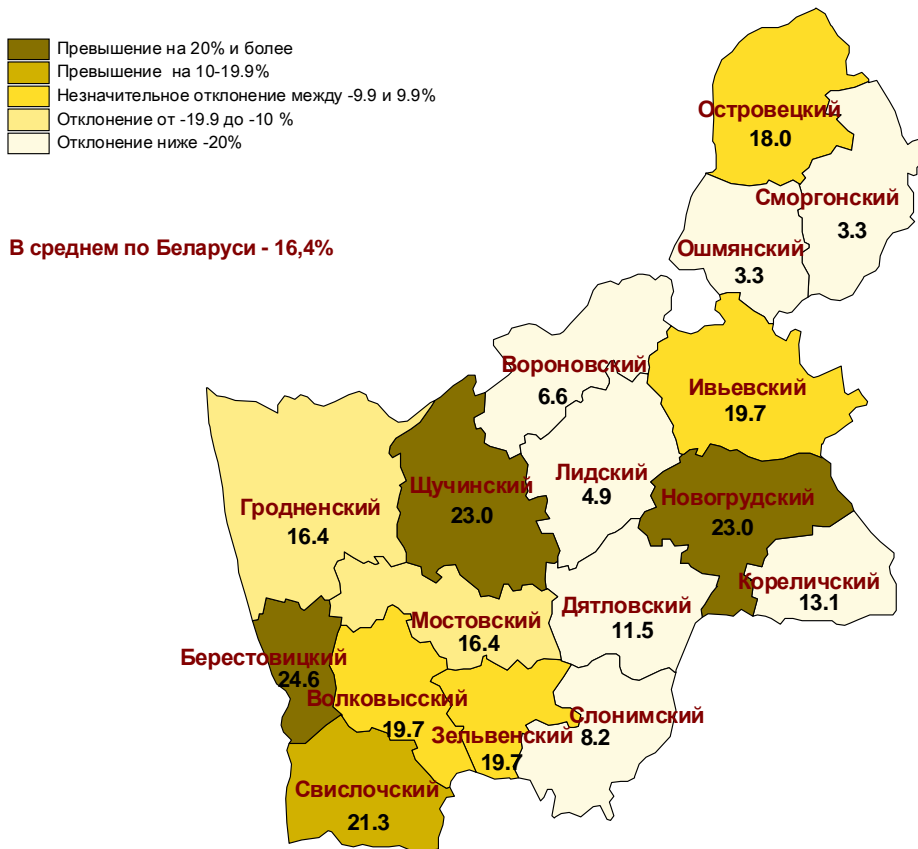 Превышение на 20% и более
Превышение на 10-19.9%
Незначительное отклонение между -9.9 и 9.9%
Отклонение от -19.9 до -10 %
Отклонение ниже -20%
В среднем по Беларуси - 16,4%
Островецкий
18.0
Сморгонский
3.3
Ошмянский
3.3
Вороновский
6.6
Ивьевский
19.7
Щучинский
23.0
Лидский
4.9
Новогрудский
23.0
Гродненский
16.4
Кореличский
13.1
Дятловский
11.5
Мостовский
16.4
Берестовицкий
24.6
Волковысский
19.7
Зельвенский
19.7
Слонимский
8.2
Свислочский
21.3